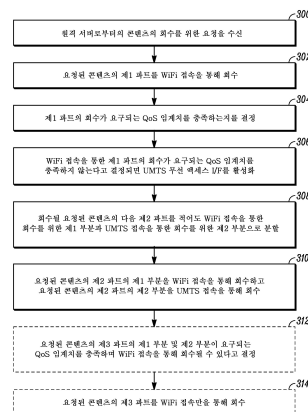 300
원격 서버로부터의 콘텐츠의 회수를 위한 요청을 수신
302
요청된 콘텐츠의 제1 파트를 WiFi 접속을 통해 회수
304
제1 파트의 회수가 요구되는 QoS 임계치를 충족하는지를 결정
306
WiFi 접속을 통한 제1 파트의 회수가 요구되는 QoS 임계치를
충족하지 않는다고 결정되면 UMTS 무선 액세스 I/F를 활성화
308
회수될 요청된 콘텐츠의 다음 제2 파트를 적어도 WiFi 접속을 통한
회수를 위한 제1 부분과 UMTS 접속을 통한 회수를 위한 제2 부분으로 분할
310
요청된 콘텐츠의 제2 파트의 제1 부분을 WiFi 접속을 통해 회수하고
요청된 콘텐츠의 제2 파트의 제2 부분을 UMTS 접속을 통해 회수
312
요청된 콘텐츠의 제3 파트의 제1 부분 및 제2 부분이 요구되는
QoS 임계치를 충족하며 WiFi 접속을 통해 회수될 수 있다고 결정
314
요청된 콘텐츠의 제3 파트를 WiFi 접속만을 통해 회수